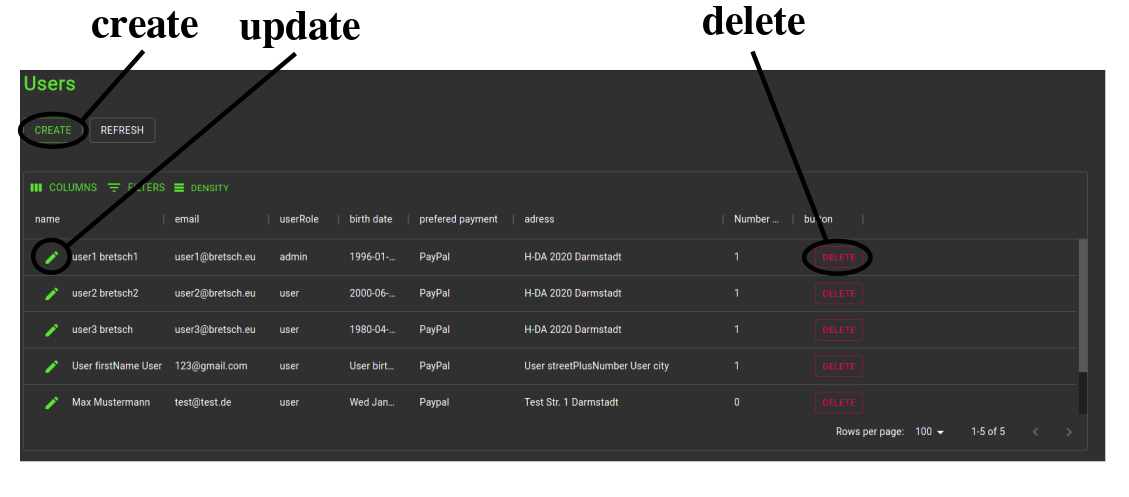 create update delete
Users
CREATE REFRESH
COLUMNS FILTERS DENSITY
name email userRole birth date prefered payment adress Number ... button
user1 bretsch1 user1@bretsch.eu admin 1996-01-... PayPal H-DA 2020 Darmstadt 1 DELETE
user2 bretsch2 user2@bretsch.eu user 2000-06-... PayPal H-DA 2020 Darmstadt 1 DELETE
user3 bretsch user3@bretsch.eu user 1980-04-... PayPal H-DA 2020 Darmstadt 1 DELETE
User firstName User 123@gmail.com user User birt... PayPal User streetPlusNumber User city 1 DELETE
Max Mustermann test@test.de user Wed Jan... Paypal Test Str. 1 Darmstadt 0 DELETE
Rows per page: 100 1-5 of 5